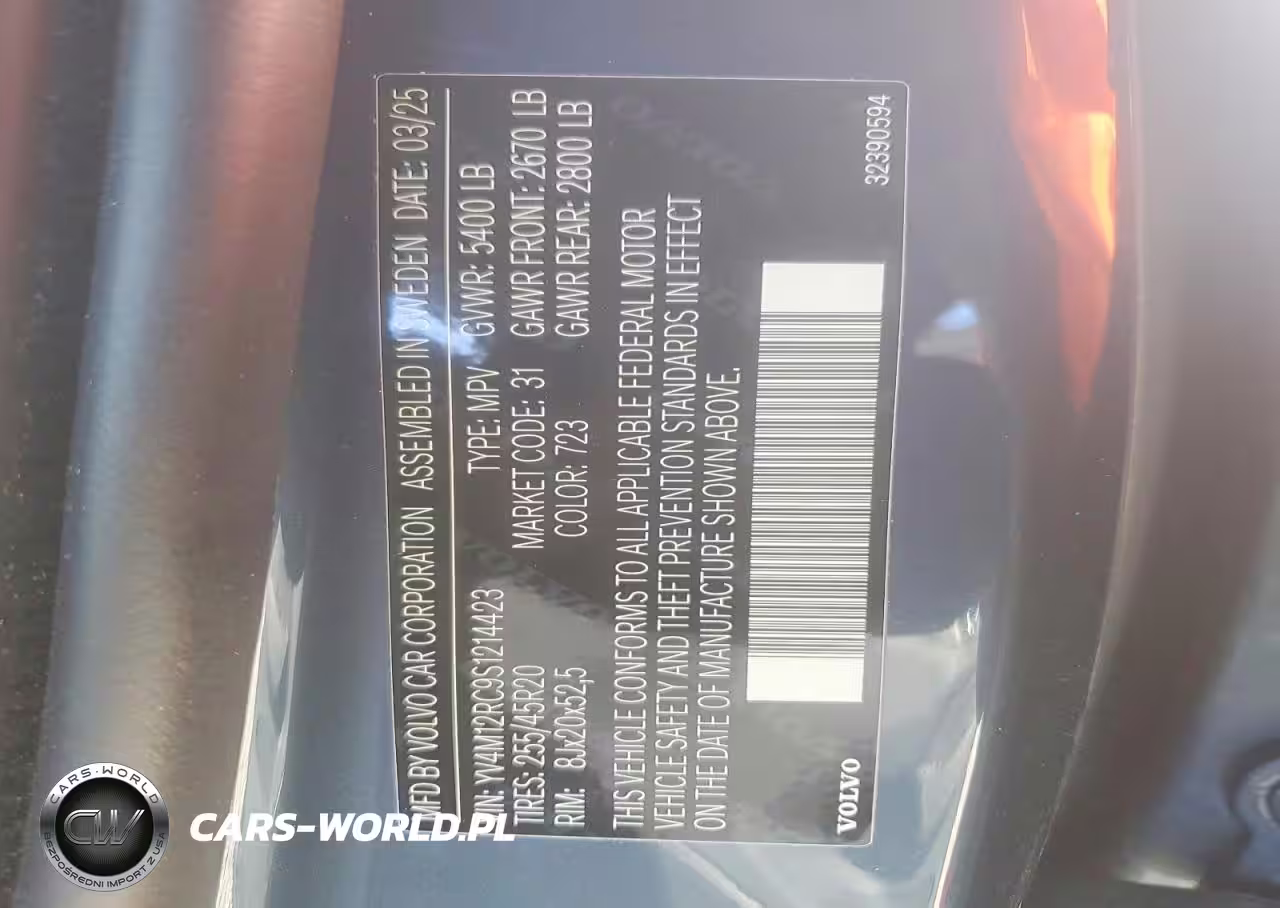 MFD BY VOLVO CAR CORPORATION ASSEMBLED IN SWEDEN DATE: 03/25
VIN: YV4M12RC9S1214423 TYPE: MPV GVWR: 5400 LB
TIRES: 255/45R20 MARKET CODE: 31 GAWR FRONT: 2670 LB
RIM: 8Jx20x52,5 COLOR: 723 GAWR REAR: 2800 LB
THIS VEHICLE CONFORMS TO ALL APPLICABLE FEDERAL MOTOR
VEHICLE SAFETY AND THEFT PREVENTION STANDARDS IN EFFECT
ON THE DATE OF MANUFACTURE SHOWN ABOVE.
VOLVO
32390594
CARS-WORLD
CW
BEZPOŚREDNI IMPORT Z USA
CARS-WORLD.PL